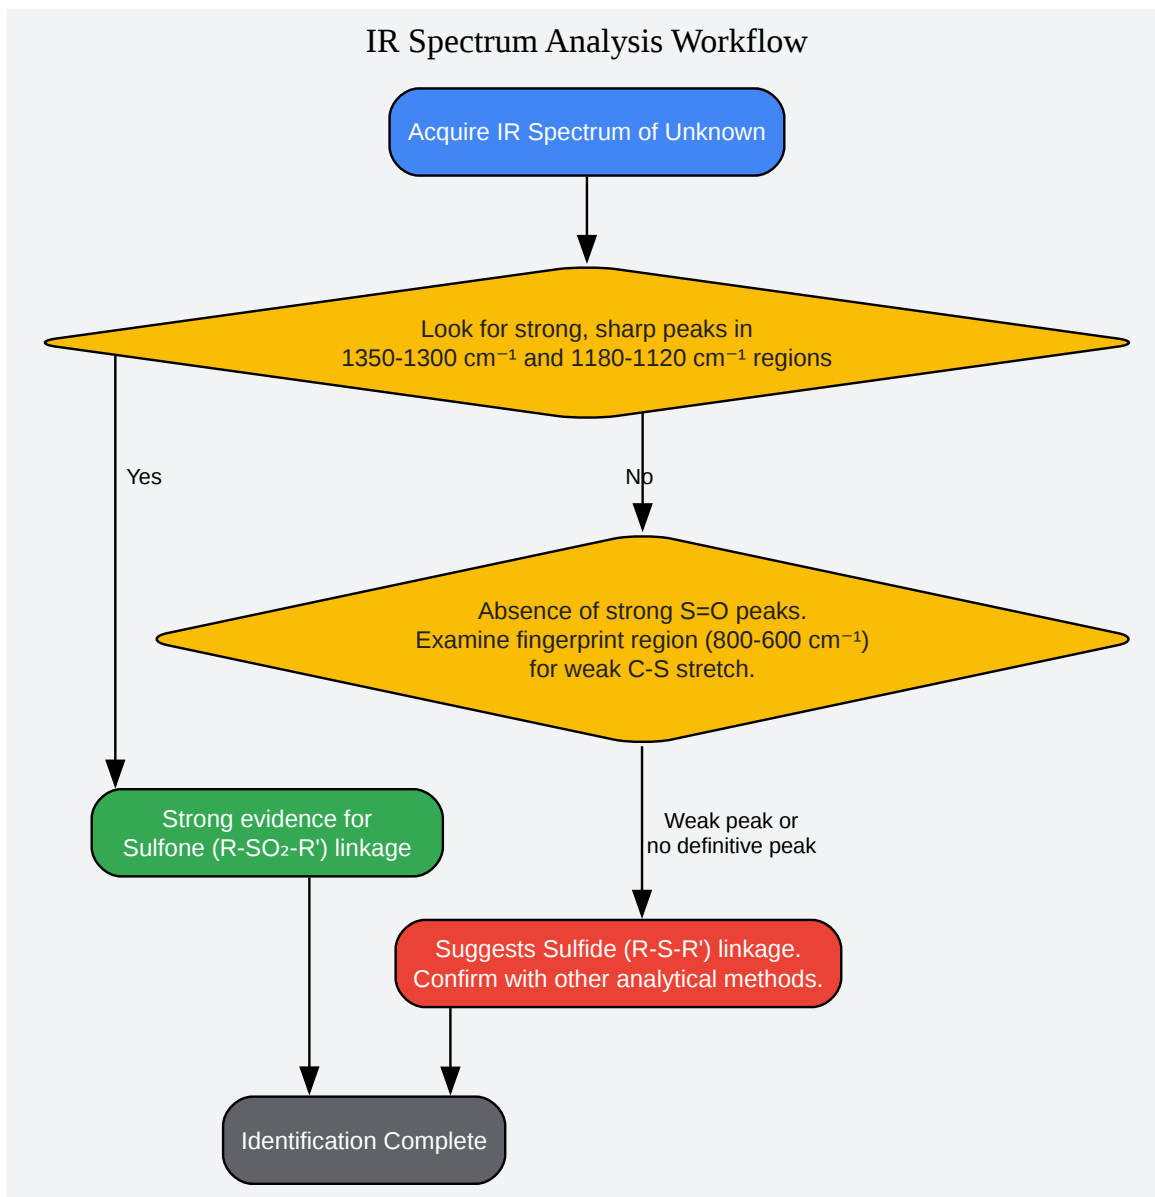 IR Spectrum Analysis Workflow
Acquire IR Spectrum of Unknown
Look for strong, sharp peaks in
1350-1300 cm⁻¹ and 1180-1120 cm⁻¹ regions
Yes
No
Absence of strong S=O peaks.
Examine fingerprint region (800-600 cm⁻¹)
for weak C-S stretch.
Strong evidence for
Sulfone (R-SO₂-R') linkage
Weak peak or
no definitive peak
Suggests Sulfide (R-S-R') linkage.
Confirm with other analytical methods.
Identification Complete